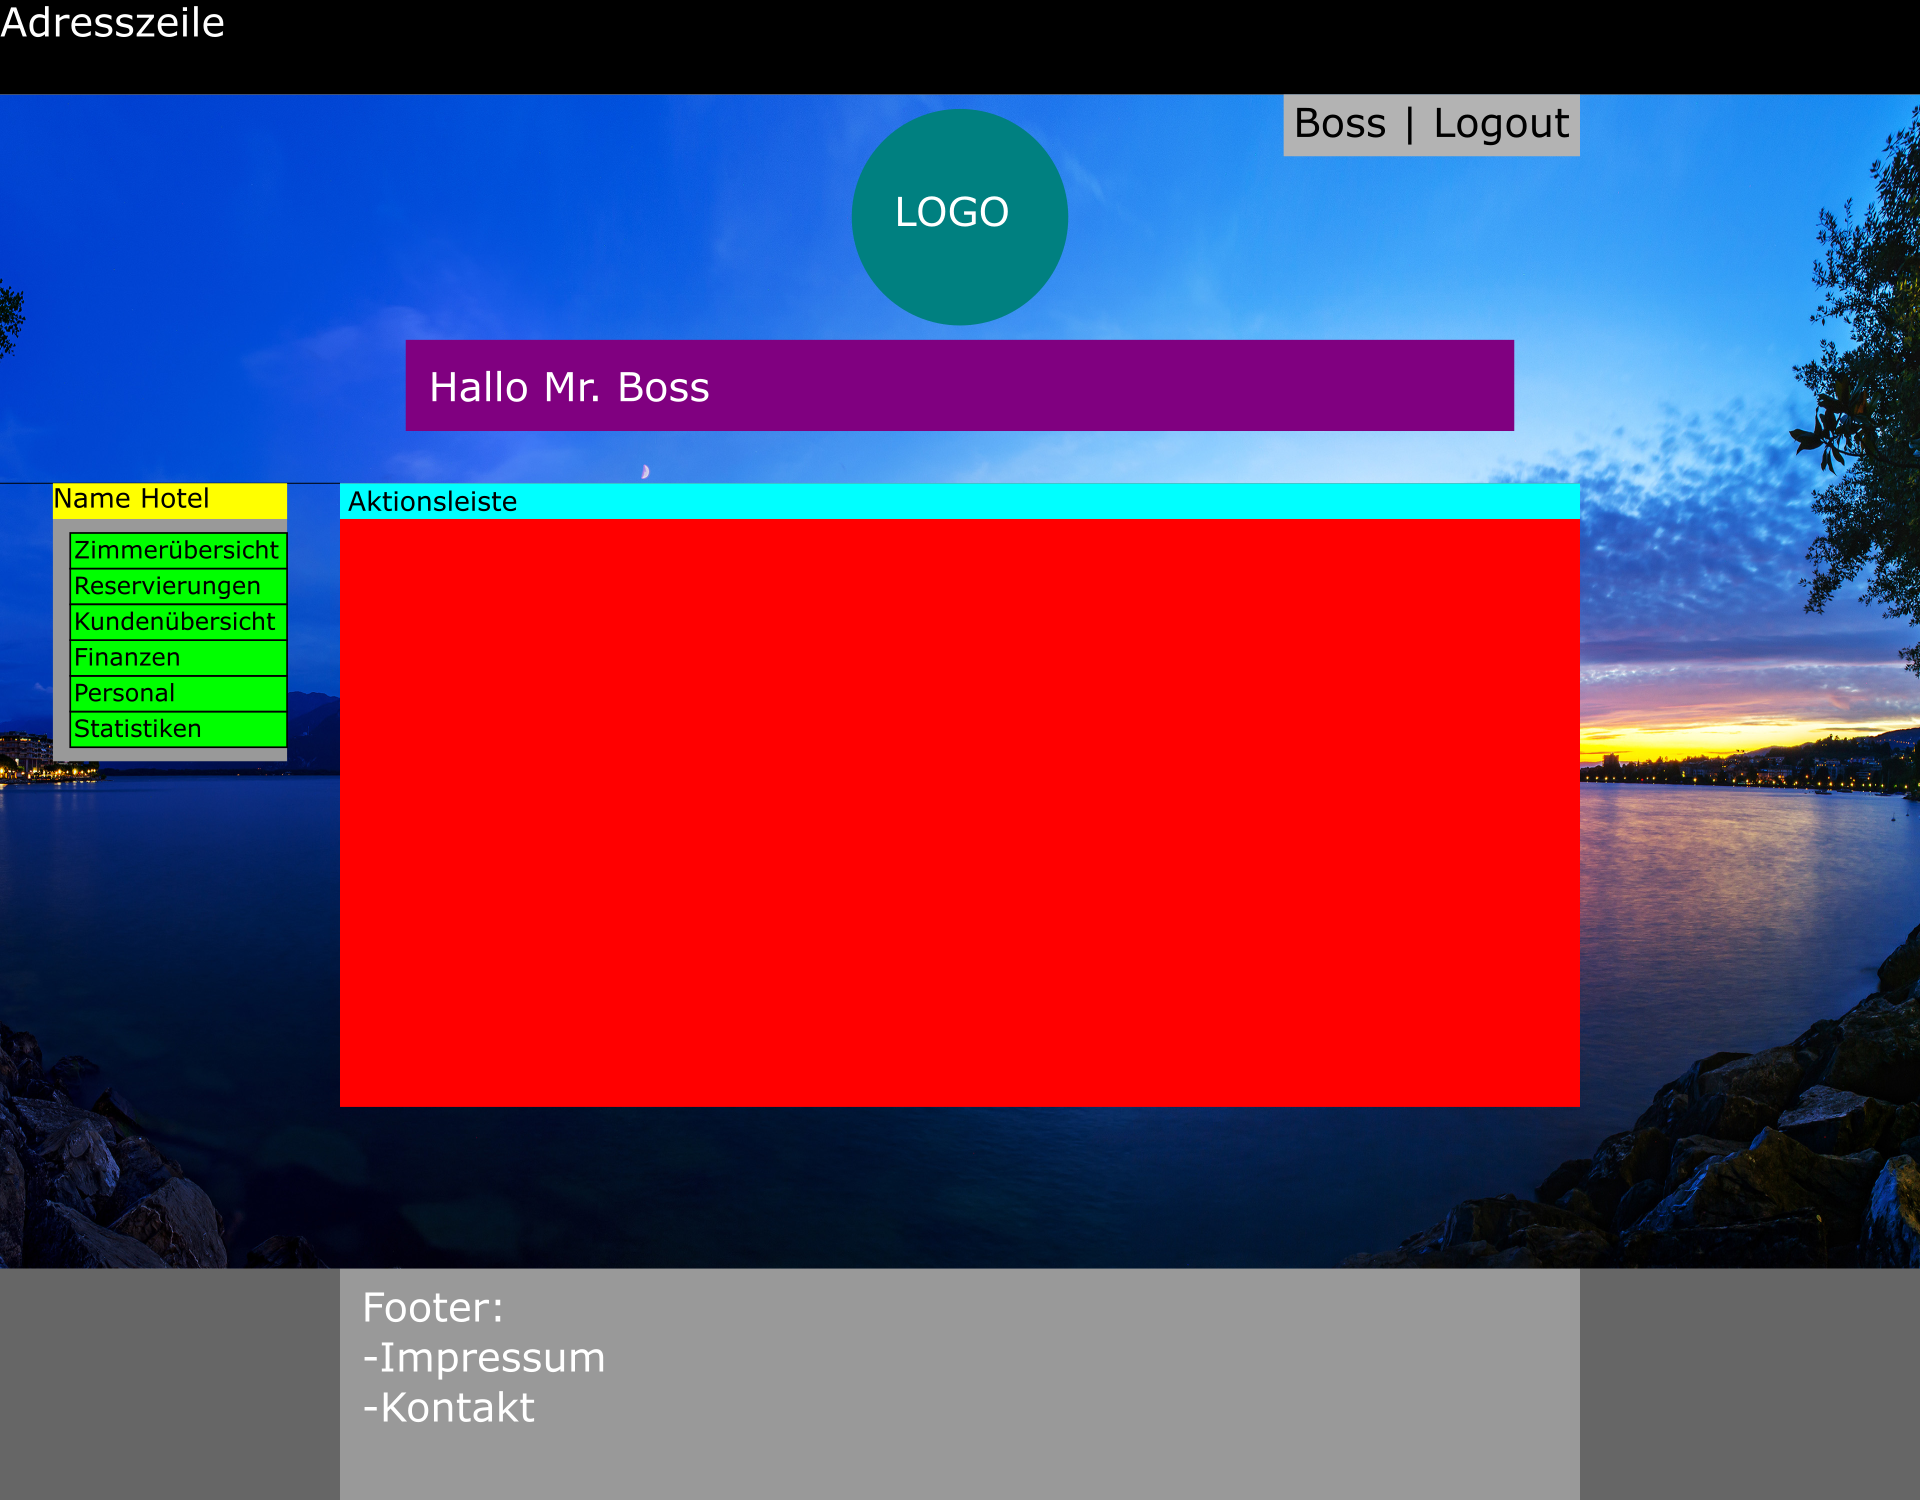 Adresszeile
Boss | Logout
LOGO
Hallo Mr. Boss
Name Hotel
Aktionsleiste
Zimmerübersicht
Reservierungen
Kundenübersicht
Finanzen
Personal
Statistiken
Footer:
-Impressum
-Kontakt